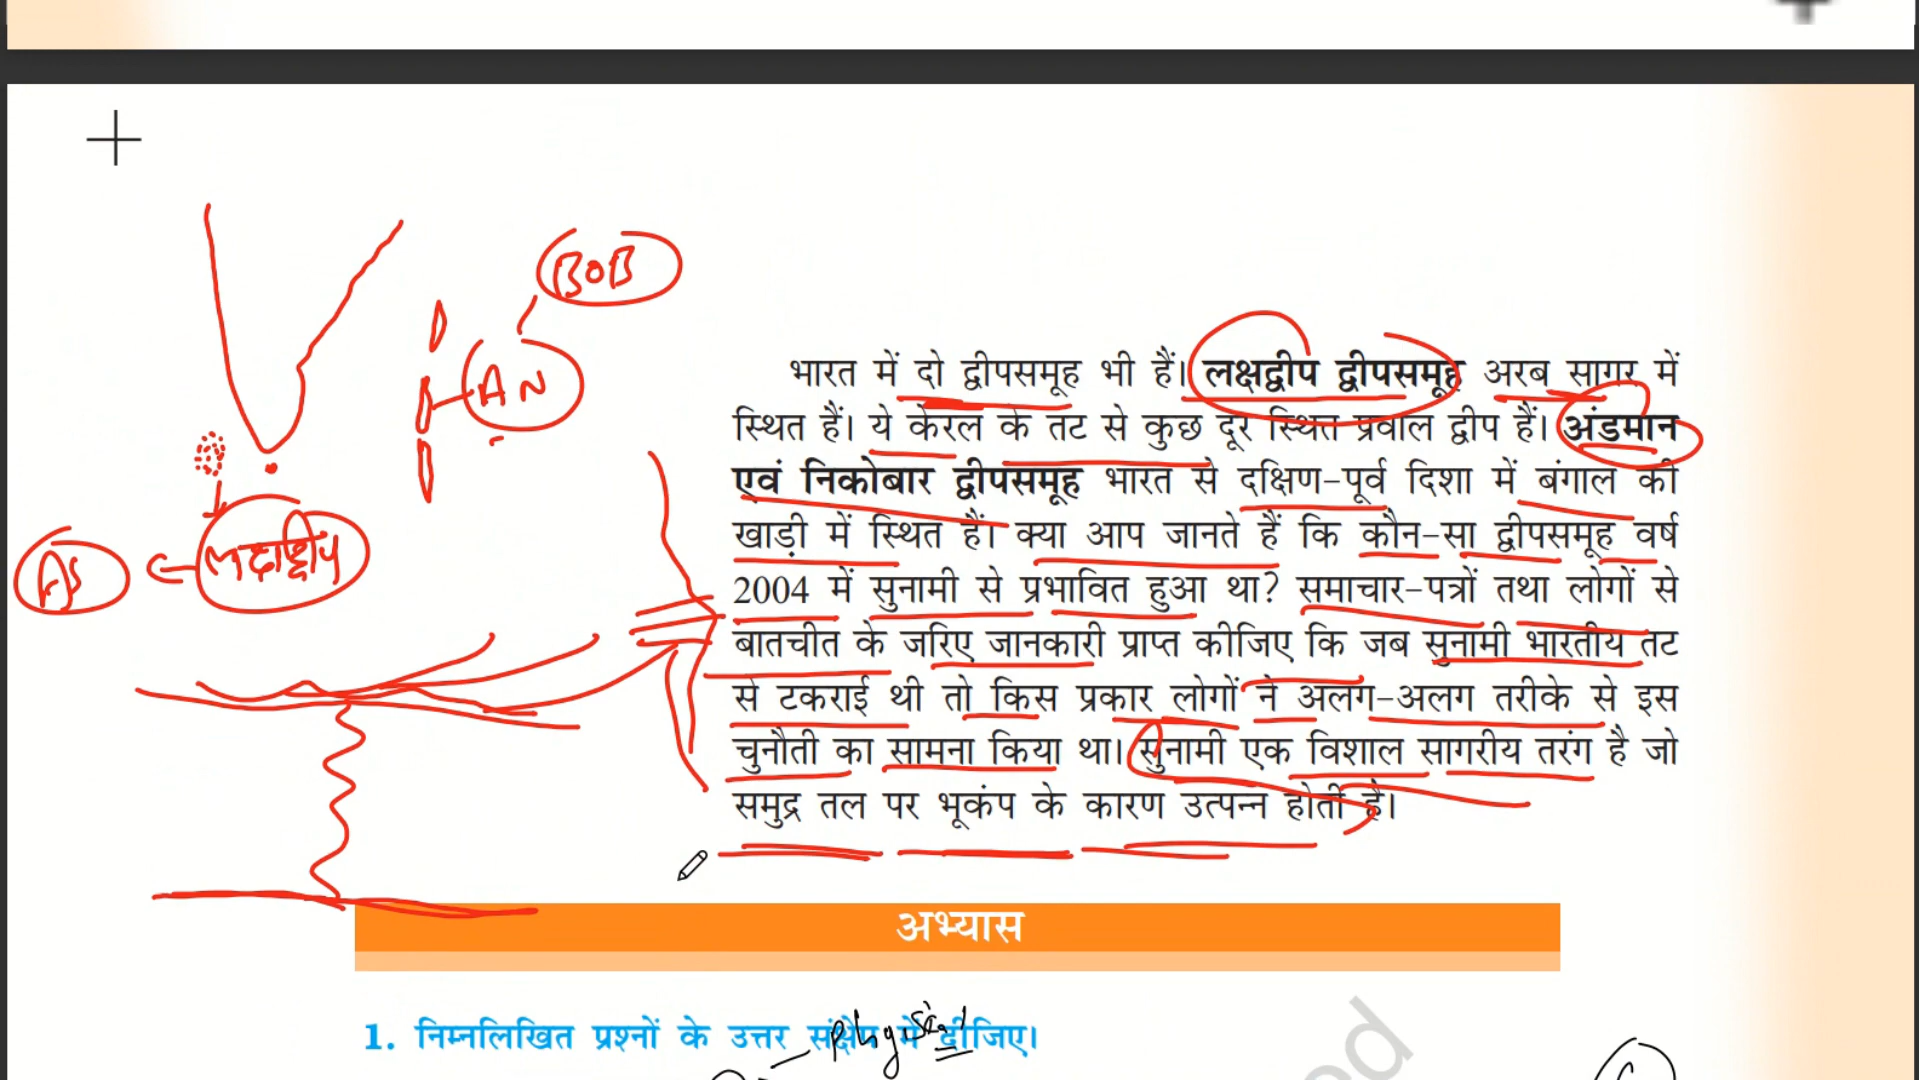 BOB
AN
AS
लक्षद्वीप
भारत में दो द्वीपसमूह भी हैं। लक्षद्वीप द्वीपसमूह अरब सागर में
स्थित हैं। ये केरल के तट से कुछ दूर स्थित प्रवाल द्वीप हैं। अंडमान
एवं निकोबार द्वीपसमूह भारत से दक्षिण-पूर्व दिशा में बंगाल की
खाड़ी में स्थित हैं। क्या आप जानते हैं कि कौन-सा द्वीपसमूह वर्ष
2004 में सुनामी से प्रभावित हुआ था? समाचार-पत्रों तथा लोगों से
बातचीत के जरिए जानकारी प्राप्त कीजिए कि जब सुनामी भारतीय तट
से टकराई थी तो किस प्रकार लोगों ने अलग-अलग तरीके से इस
चुनौती का सामना किया था। सुनामी एक विशाल सागरीय तरंग है जो
समुद्र तल पर भूकंप के कारण उत्पन्न होती है।
अभ्यास
1. निम्नलिखित प्रश्नों के उत्तर संक्षेप में दीजिए।